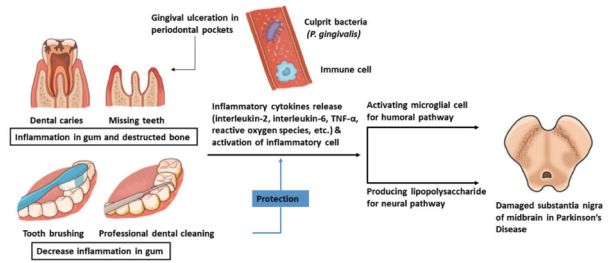 Gingival ulceration in
periodontal pockets
Culprit bacteria
(P. gingivalis)
Immune cell
Dental caries
Missing teeth
Inflammation in gum and destructed bone
Inflammatory cytokines release
(interleukin-2, interleukin-6, TNF-α,
reactive oxygen species, etc.) &
activation of inflammatory cell
Activating microglial cell
for humoral pathway
Protection
Producing lipopolysaccharide
for neural pathway
Tooth brushing
Professional dental cleaning
Decrease inflammation in gum
Damaged substantia nigra
of midbrain in Parkinson's
Disease